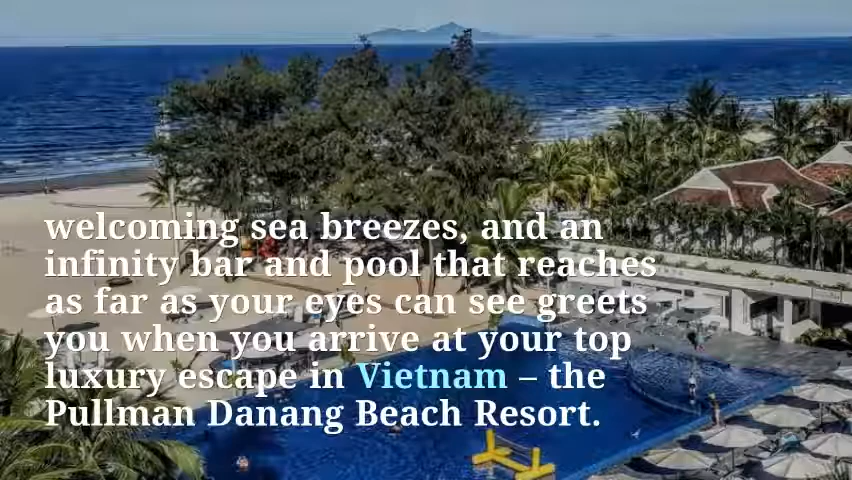 welcoming sea breezes, and an
infinity bar and pool that reaches
as far as your eyes can see greets
you when you arrive at your top
luxury escape in Vietnam – the
Pullman Danang Beach Resort.